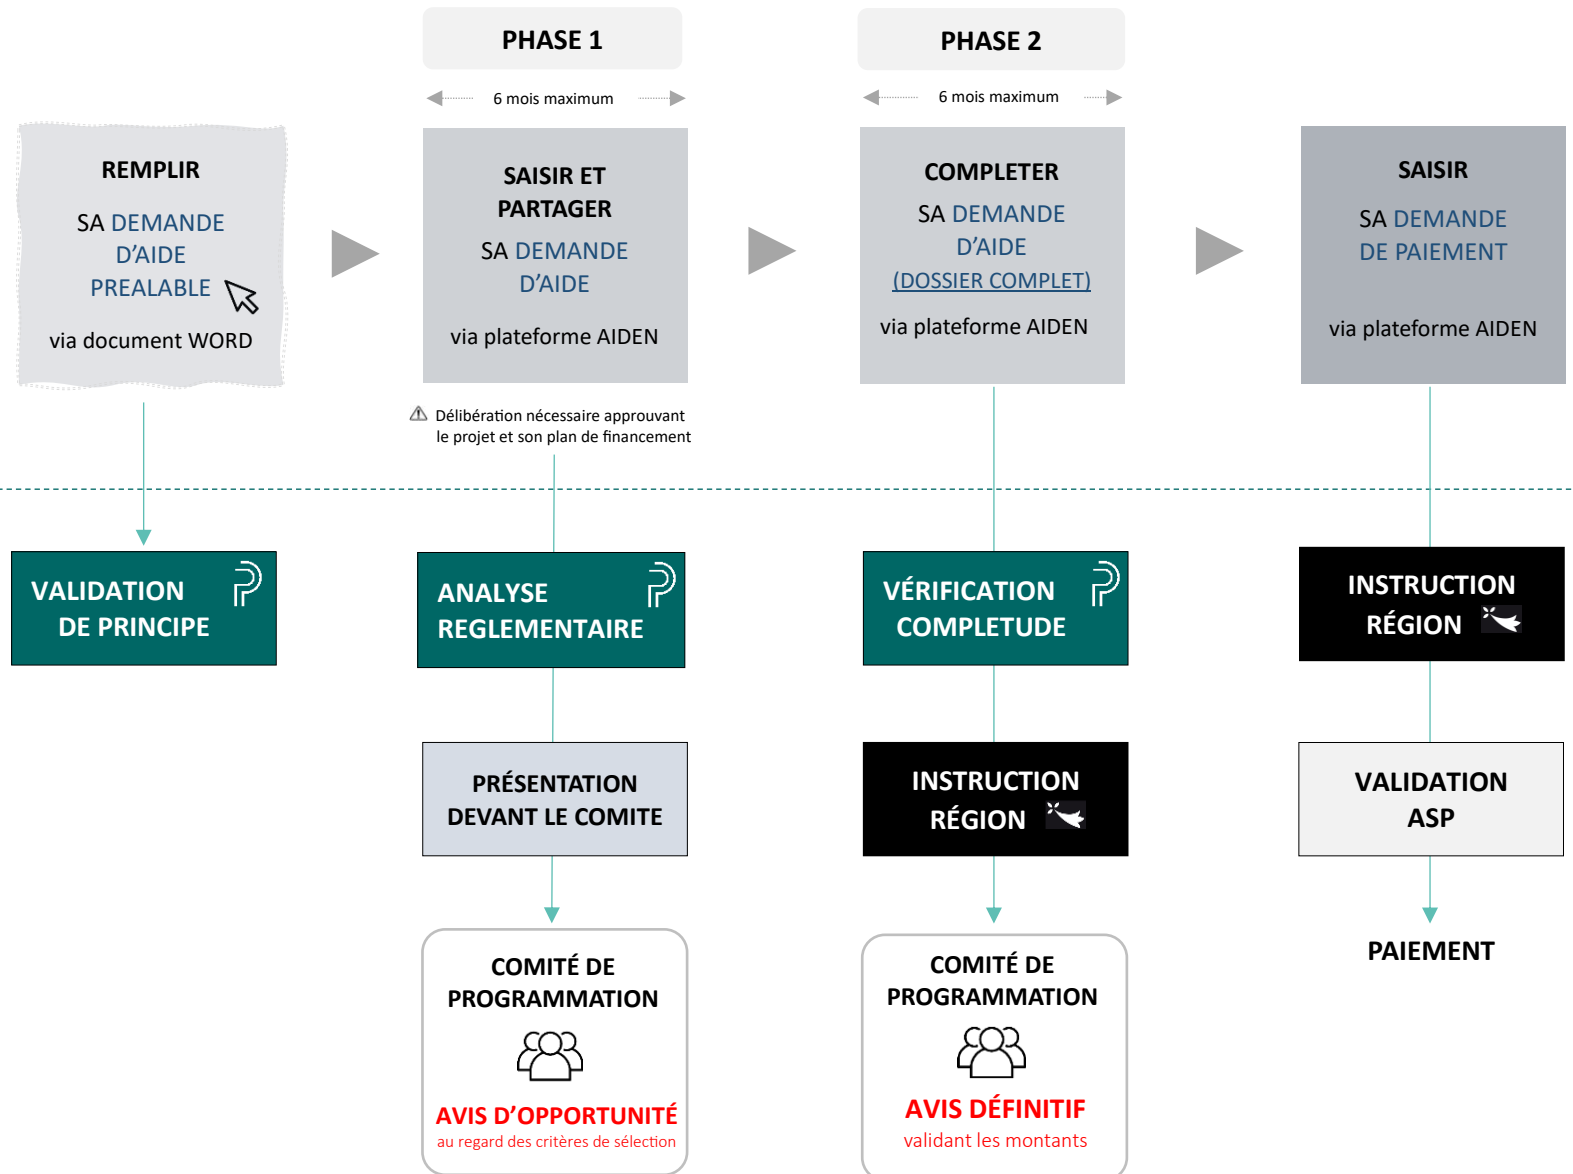 PHASE 1
6 mois maximum
PHASE 2
6 mois maximum
REMPLIR
SA DEMANDE
D'AIDE
PREALABLE
via document WORD
SAISIR ET
PARTAGER
SA DEMANDE
D'AIDE
via plateforme AIDEN
⚠ Délibération nécessaire approuvant
le projet et son plan de financement
COMPLETER
SA DEMANDE
D'AIDE
(DOSSIER COMPLET)
via plateforme AIDEN
SAISIR
SA DEMANDE
DE PAIEMENT
via plateforme AIDEN
VALIDATION
DE PRINCIPE
ANALYSE
REGLEMENTAIRE
VÉRIFICATION
COMPLETUDE
INSTRUCTION
RÉGION
PRÉSENTATION
DEVANT LE COMITE
INSTRUCTION
RÉGION
VALIDATION
ASP
COMITÉ DE
PROGRAMMATION
AVIS D'OPPORTUNITÉ
au regard des critères de sélection
COMITÉ DE
PROGRAMMATION
AVIS DÉFINITIF
validant les montants
PAIEMENT